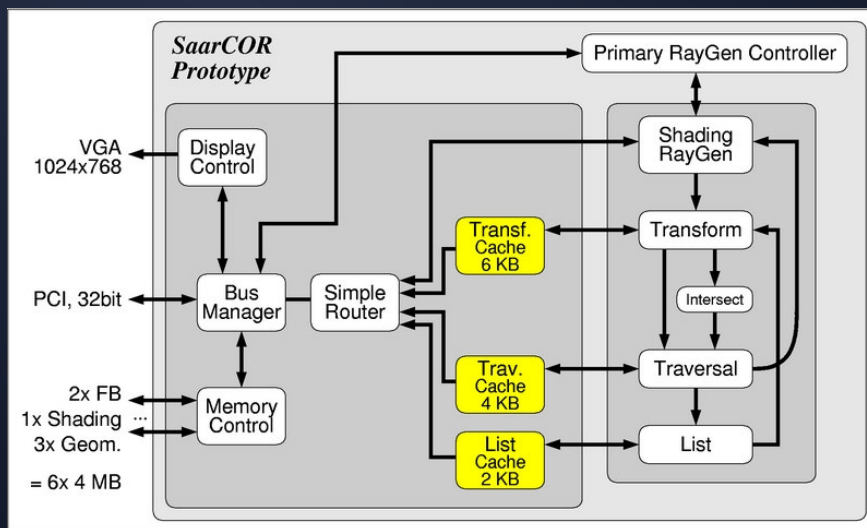 SaarCOR
Prototype
Primary RayGen Controller
VGA
1024x768
Display
Control
Shading
RayGen
Transf.
Cache
6 KB
Transform
PCI, 32bit
Bus
Manager
Simple
Router
Intersect
Trav.
Cache
4 KB
Traversal
2x FB
1x Shading ...
3x Geom.
= 6x 4 MB
Memory
Control
List
Cache
2 KB
List